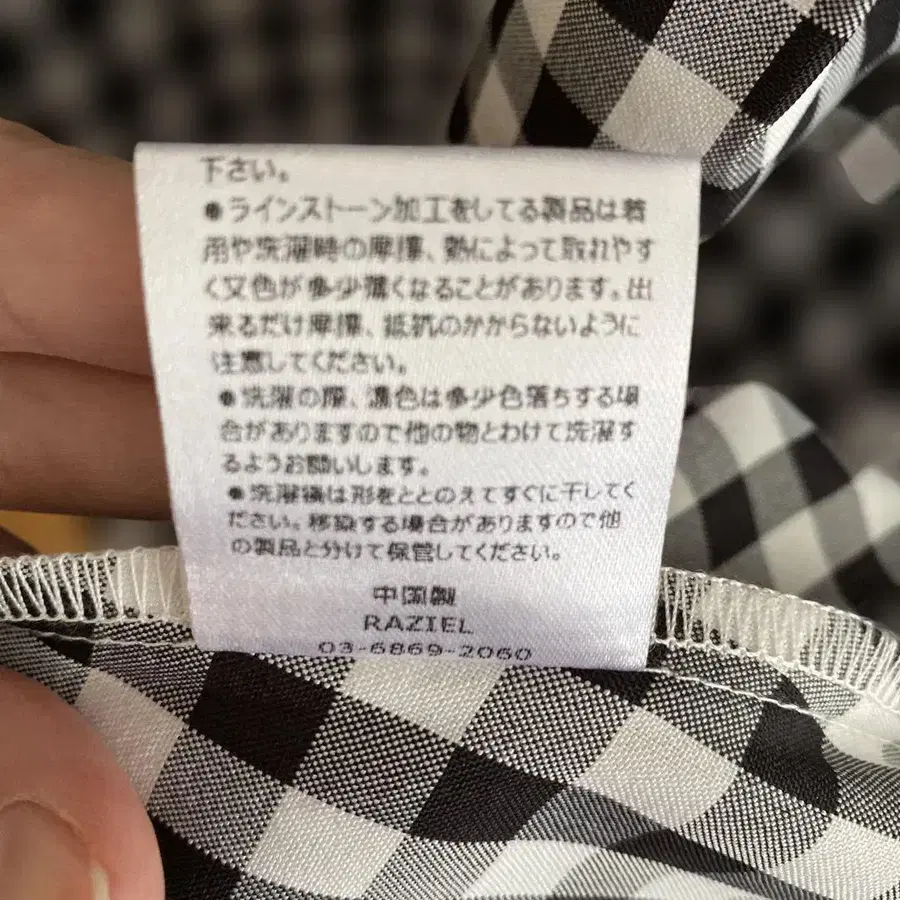 下さい。
●ラインストーン加工をしてる製品は着
用や洗濯時の摩擦、熱によって取れやす
く又色が多少薄くなることがあります。出
来るだけ摩擦、抵抗のかからないように
注意してください。
●洗濯の際、濃色は多少色落ちする場
合がありますので他の物とわけて洗濯す
るようお願いします。
●洗濯後は形をととのえてすぐに干してく
ださい。移染する場合がありますので他
の製品と分けて保管してください。
中国製
RAZIEL
03-6869-2060